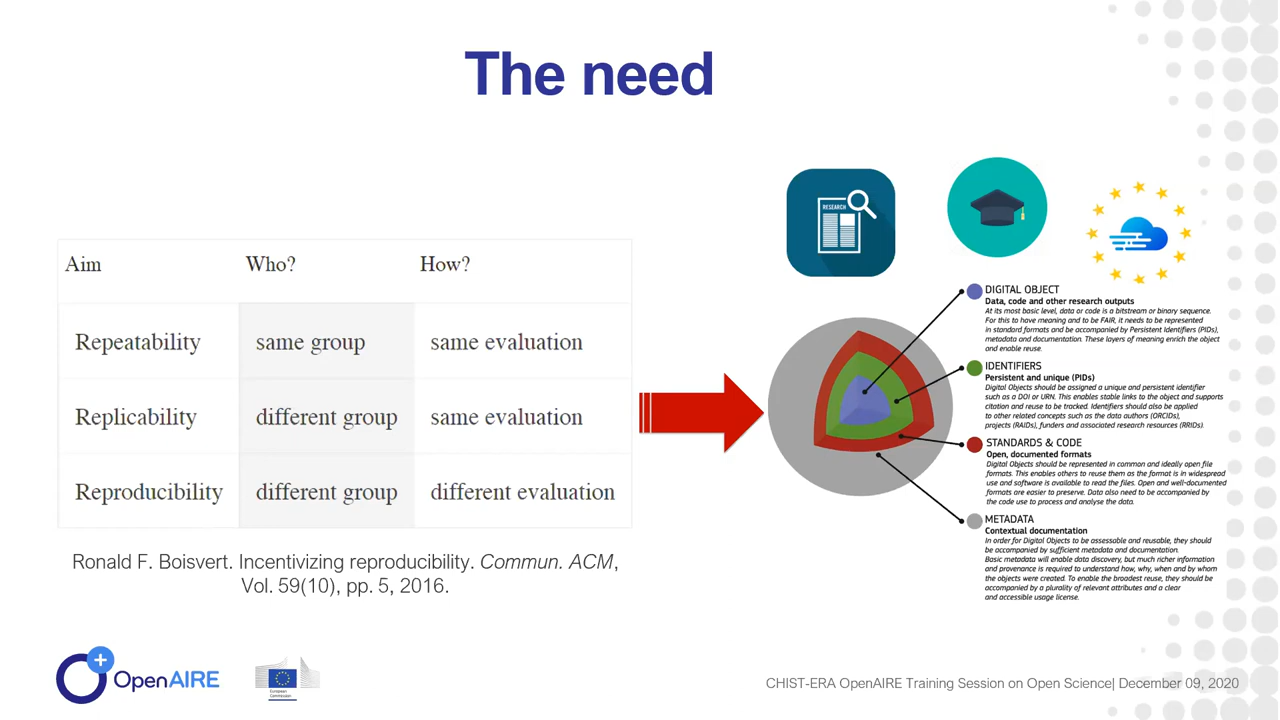 The need
Aim Who? How?
Repeatability same group same evaluation
Replicability different group same evaluation
Reproducibility different group different evaluation
Ronald F. Boisvert. Incentivizing reproducibility. Commun. ACM,
Vol. 59(10), pp. 5, 2016.
RESEARCH
DIGITAL OBJECT
Data, code and other research outputs
At its most basic level, data or code is a bitstream or binary sequence.
For this to have meaning and to be FAIR, it needs to be represented
in standard formats and be accompanied by Persistent Identifiers (PIDs),
metadata and documentation. These layers of meaning enrich the object
and enable reuse.
IDENTIFIERS
Persistent and unique (PIDs)
Digital Objects should be assigned a unique and persistent identifier
such as a DOI or URN. This enables stable links to the object and supports
citation and reuse to be tracked. Identifiers should also be applied
to other related concepts such as the data authors (ORCIDs),
projects (RAIDs), funders and associated research resources (RRIDs).
STANDARDS & CODE
Open, documented formats
Digital Objects should be represented in common and ideally open file
formats. This enables others to reuse them as the format is in widespread
use and software is available to read the files. Open and well-documented
formats are easier to preserve. Data also need to be accompanied by
the code use to process and analyse the data.
METADATA
Contextual documentation
In order for Digital Objects to be assessable and reusable, they should
be accompanied by sufficient metadata and documentation.
Basic metadata will enable data discovery, but much richer information
and provenance is required to understand how, why, when and by whom
the objects were created. To enable the broadest reuse, they should be
accompanied by a plurality of relevant attributes and a clear
and accessible usage license.
OpenAIRE
European
Commission
CHIST-ERA OpenAIRE Training Session on Open Science| December 09, 2020